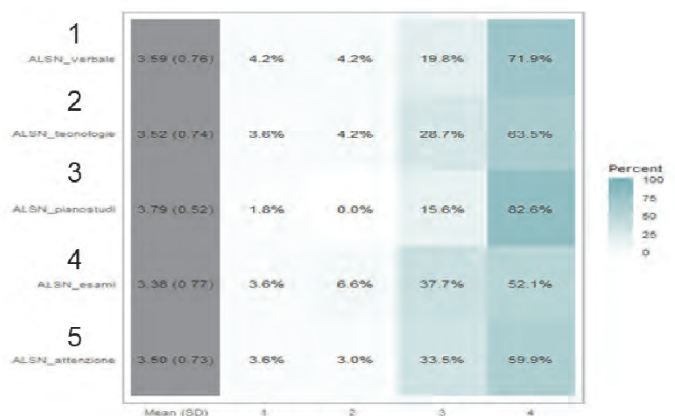 1
ALSN_Verbale 3.59 (0.76) 4.2% 4.2% 19.8% 71.9%
2
ALSN_tecnologie 3.52 (0.74) 3.6% 4.2% 28.7% 63.5%
3
ALSN_pianostudi 3.79 (0.52) 1.8% 0.0% 15.6% 82.6%
4
ALSN_esami 3.38 (0.77) 3.6% 6.6% 37.7% 52.1%
5
ALSN_attenzione 3.50 (0.73) 3.6% 3.0% 33.5% 59.9%
Mean (SD) 1 2 3 4
Percent
100
75
50
25
0